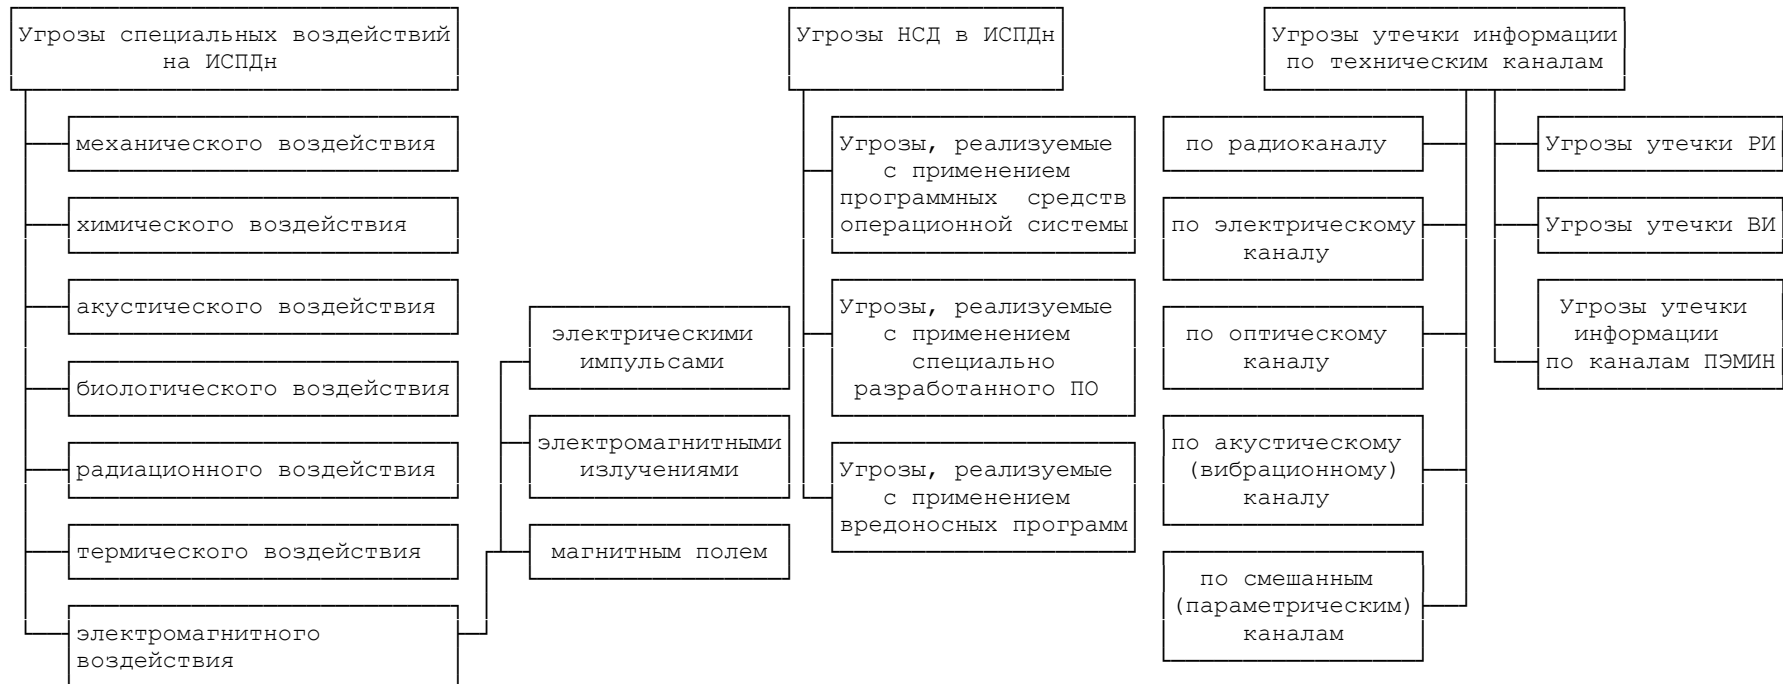 Угрозы специальных воздействий
на ИСПДн
механического воздействия
химического воздействия
акустического воздействия
биологического воздействия
радиационного воздействия
термического воздействия
электромагнитного
воздействия
электрическими
импульсами
электромагнитными
излучениями
магнитным полем
Угрозы НСД в ИСПДн
Угрозы, реализуемые
с применением
программных средств
операционной системы
Угрозы, реализуемые
с применением
специально
разработанного ПО
Угрозы, реализуемые
с применением
вредоносных программ
Угрозы утечки информации
по техническим каналам
по радиоканалу
по электрическому
каналу
по оптическому
каналу
по акустическому
(вибрационному)
каналу
по смешанным
(параметрическим)
каналам
Угрозы утечки РИ
Угрозы утечки ВИ
Угрозы утечки
информации
по каналам ПЭМИН